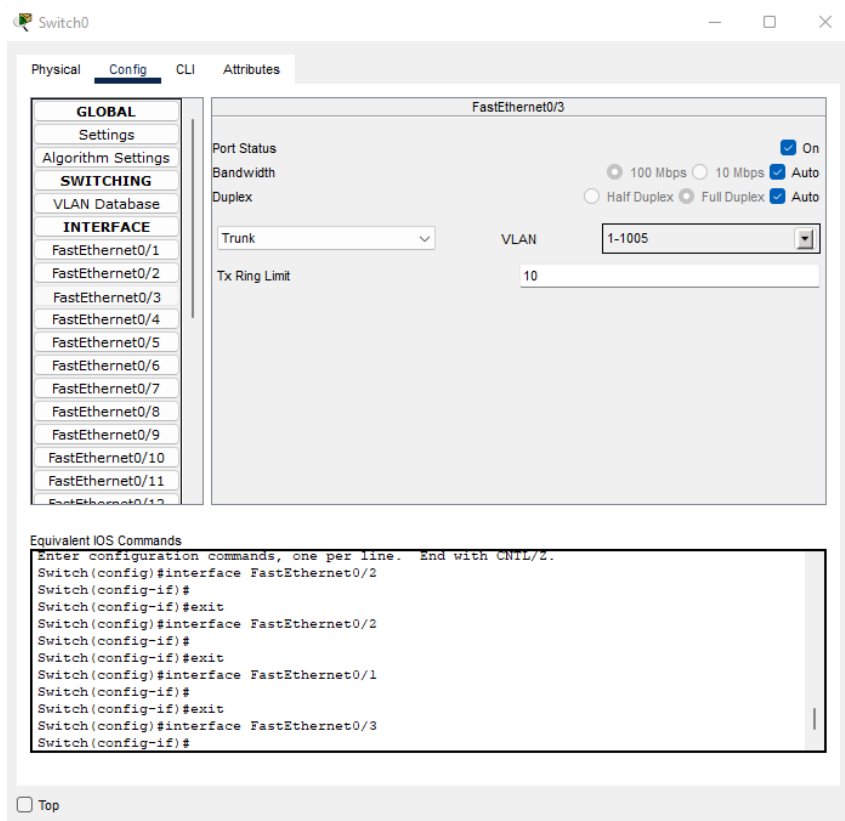 Switch0
Physical Config CLI Attributes
GLOBAL
Settings
Algorithm Settings
SWITCHING
VLAN Database
INTERFACE
FastEthernet0/1
FastEthernet0/2
FastEthernet0/3
FastEthernet0/4
FastEthernet0/5
FastEthernet0/6
FastEthernet0/7
FastEthernet0/8
FastEthernet0/9
FastEthernet0/10
FastEthernet0/11
FastEthernet0/12
FastEthernet0/3
Port Status On
Bandwidth 100 Mbps 10 Mbps Auto
Duplex Half Duplex Full Duplex Auto
Trunk VLAN 1-1005
Tx Ring Limit 10
Equivalent IOS Commands
Enter configuration commands, one per line. End with CNTL/Z.
Switch(config)#interface FastEthernet0/2
Switch(config-if)#
Switch(config-if)#exit
Switch(config)#interface FastEthernet0/2
Switch(config-if)#
Switch(config-if)#exit
Switch(config)#interface FastEthernet0/1
Switch(config-if)#
Switch(config-if)#exit
Switch(config)#interface FastEthernet0/3
Switch(config-if)#
Top